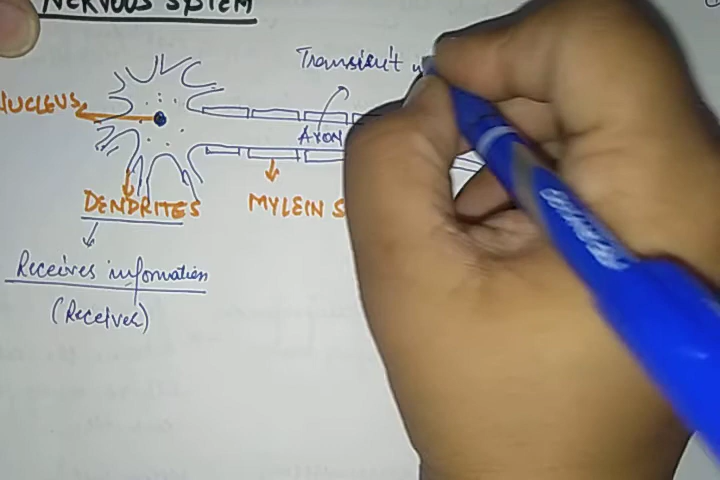 NERVOUS SYSTEM
Transient
NUCLEUS
AXON
DENDRITES
MYLEIN S
Receives information
(Receiver)